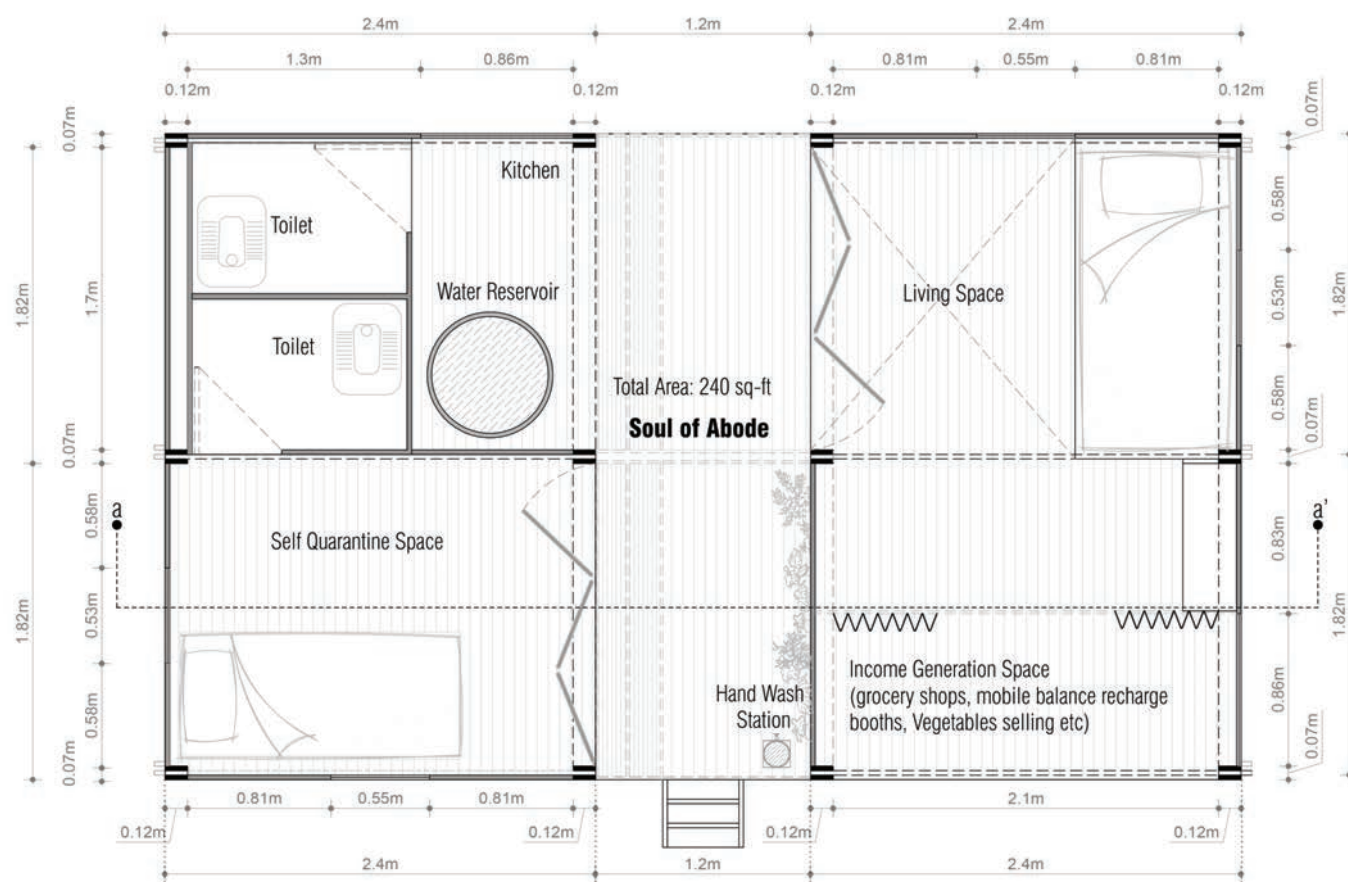 2.4m
1.2m
2.4m
1.3m
0.86m
0.81m
0.55m
0.81m
0.12m
0.12m
0.12m
0.12m
0.07m
0.07m
Kitchen
Toilet
0.58m
1.82m
1.7m
Water Reservoir
Living Space
0.53m
1.82m
Toilet
Total Area: 240 sq-ft
0.58m
Soul of Abode
0.07m
0.07m
a
a'
0.58m
Self Quarantine Space
0.83m
1.82m
0.53m
1.82m
Income Generation Space
(grocery shops, mobile balance recharge
booths, Vegetables selling etc)
Hand Wash
Station
0.58m
0.86m
0.07m
0.07m
0.81m
0.55m
0.81m
2.1m
0.12m
0.12m
0.12m
0.12m
2.4m
1.2m
2.4m